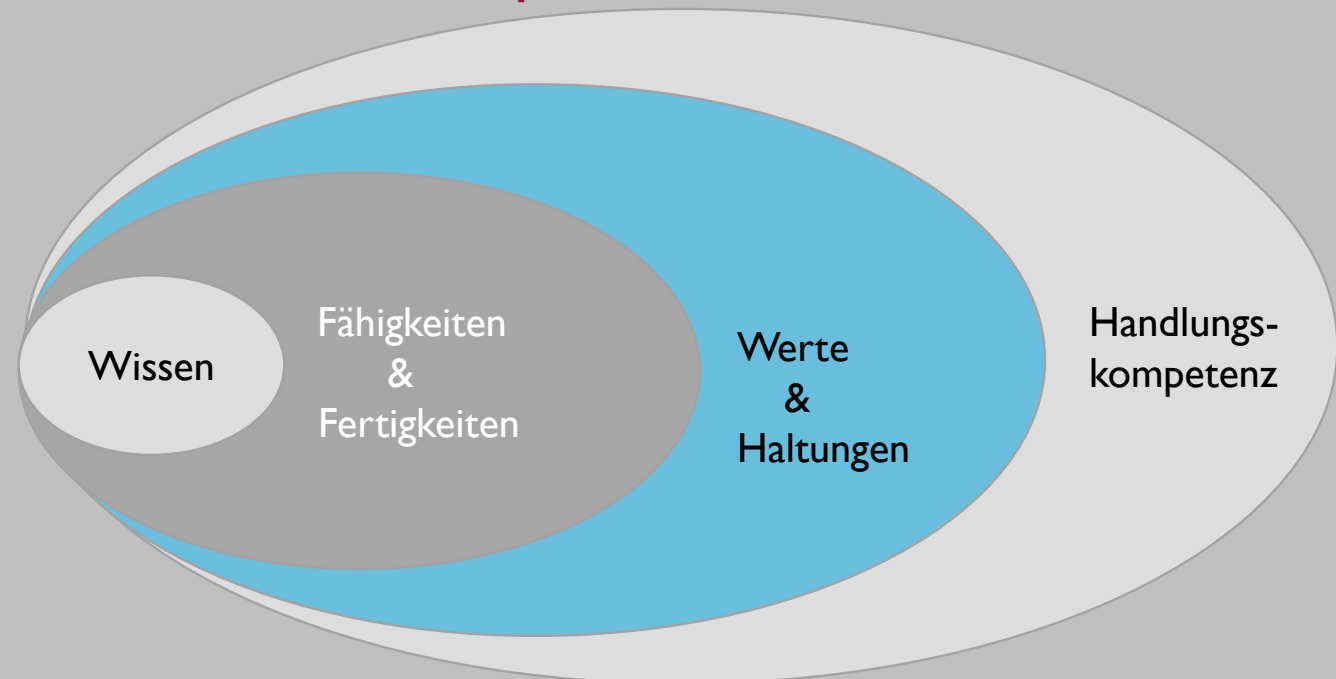 Wissen
Fähigkeiten
&
Fertigkeiten
Werte
&
Haltungen
Handlungs-
kompetenz